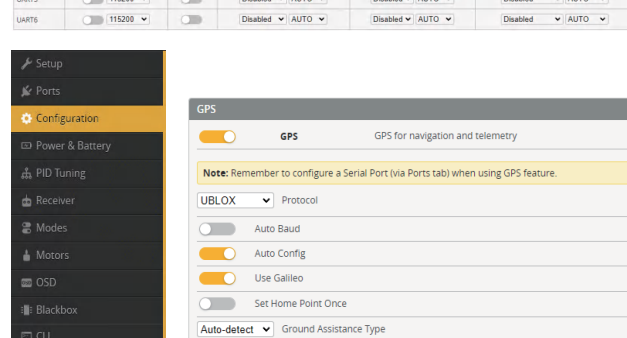 UART6 115200 Disabled AUTO Disabled AUTO Disabled AUTO
Setup
Ports
Configuration
Power & Battery
PID Tuning
Receiver
Modes
Motors
OSD
Blackbox
CLI
GPS
GPS GPS for navigation and telemetry
Note: Remember to configure a Serial Port (via Ports tab) when using GPS feature.
UBLOX Protocol
Auto Baud
Auto Config
Use Galileo
Set Home Point Once
Auto-detect Ground Assistance Type